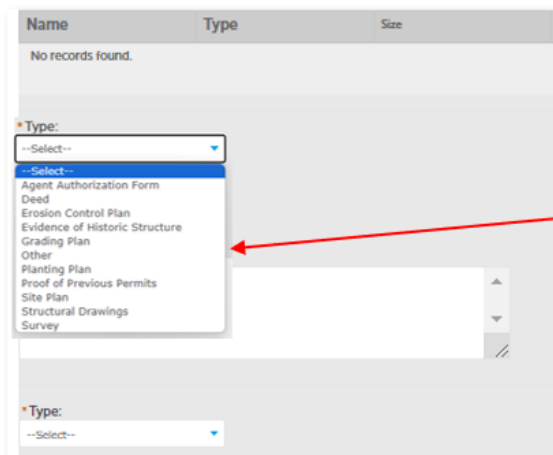 Name Type Size
No records found.
*Type:
--Select--
--Select--
Agent Authorization Form
Deed
Erosion Control Plan
Evidence of Historic Structure
Grading Plan
Other
Planting Plan
Proof of Previous Permits
Site Plan
Structural Drawings
Survey
*Type:
--Select--